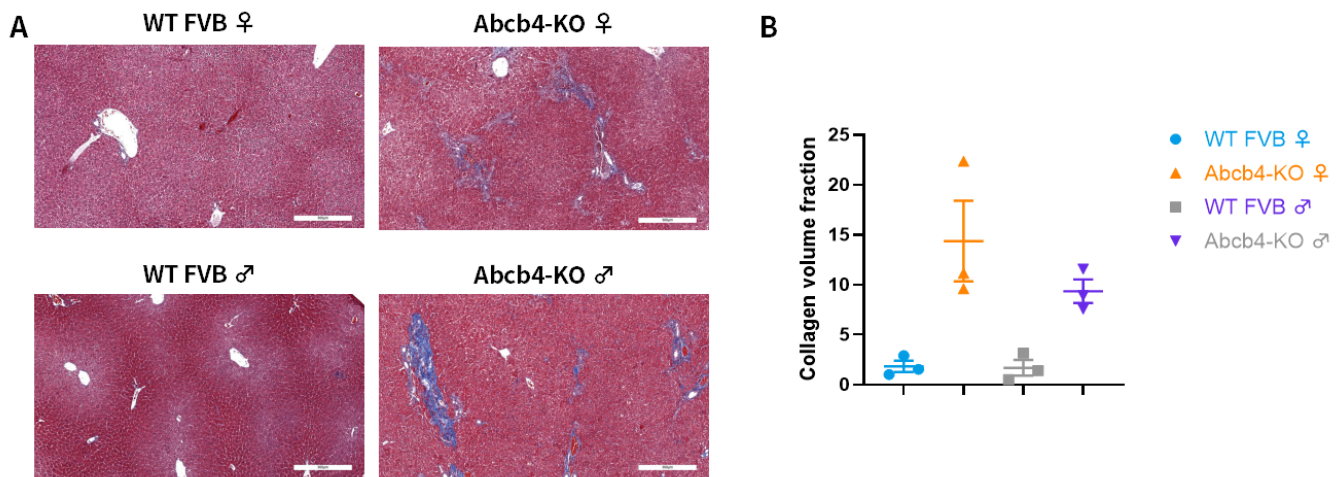 A
WT FVB ♀
Abcb4-KO ♀
WT FVB ♂
Abcb4-KO ♂
B
Collagen volume fraction
25
20
15
10
5
0
WT FVB ♀
Abcb4-KO ♀
WT FVB ♂
Abcb4-KO ♂